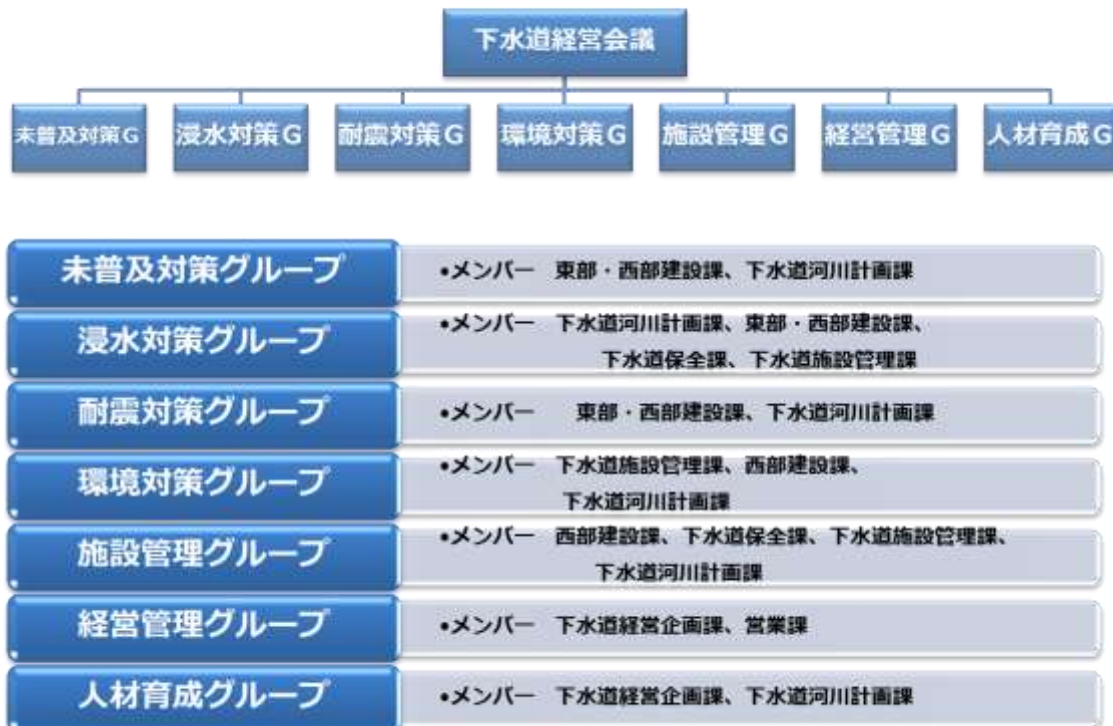 下水道経営会議
未普及対策G
浸水対策G
耐震対策G
環境対策G
施設管理G
経営管理G
人材育成G
未普及対策グループ
•メンバー　東部・西部建設課、下水道河川計画課
浸水対策グループ
•メンバー　下水道河川計画課、東部・西部建設課、
下水道保全課、下水道施設管理課
耐震対策グループ
•メンバー　東部・西部建設課、下水道河川計画課
環境対策グループ
•メンバー　下水道施設管理課、西部建設課、
下水道河川計画課
施設管理グループ
•メンバー　西部建設課、下水道保全課、下水道施設管理課、
下水道河川計画課
経営管理グループ
•メンバー　下水道経営企画課、営業課
人材育成グループ
•メンバー　下水道経営企画課、下水道河川計画課